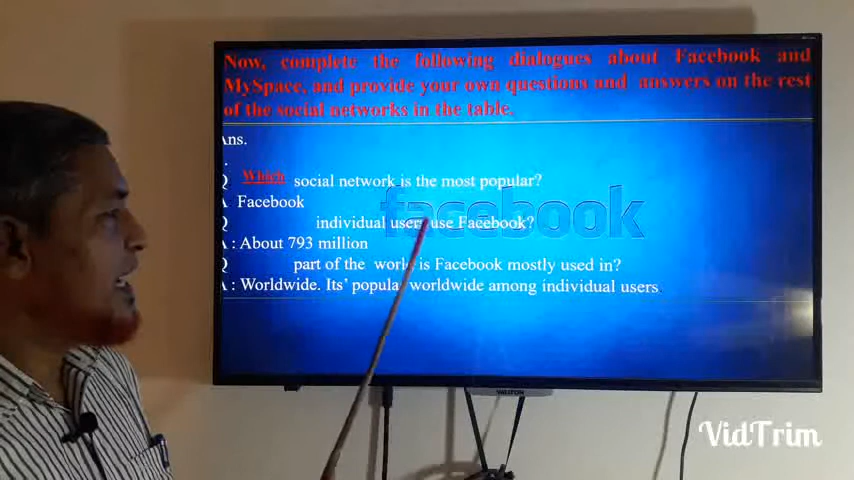 Now, complete the following dialogues about Facebook and
MySpace, and provide your own questions and answers on the rest
of the social networks in the table.
Ans.
.
Q Which social network is the most popular?
A Facebook
Q individual users use Facebook?
A : About 793 million
Q part of the world is Facebook mostly used in?
A : Worldwide. Its' popular worldwide among individual users
facebook
VidTrim